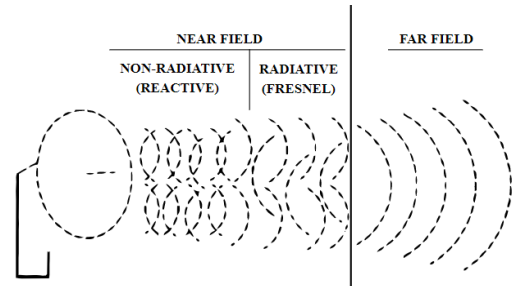 NEAR FIELD
FAR FIELD
NON-RADIATIVE
(REACTIVE)
RADIATIVE
(FRESNEL)